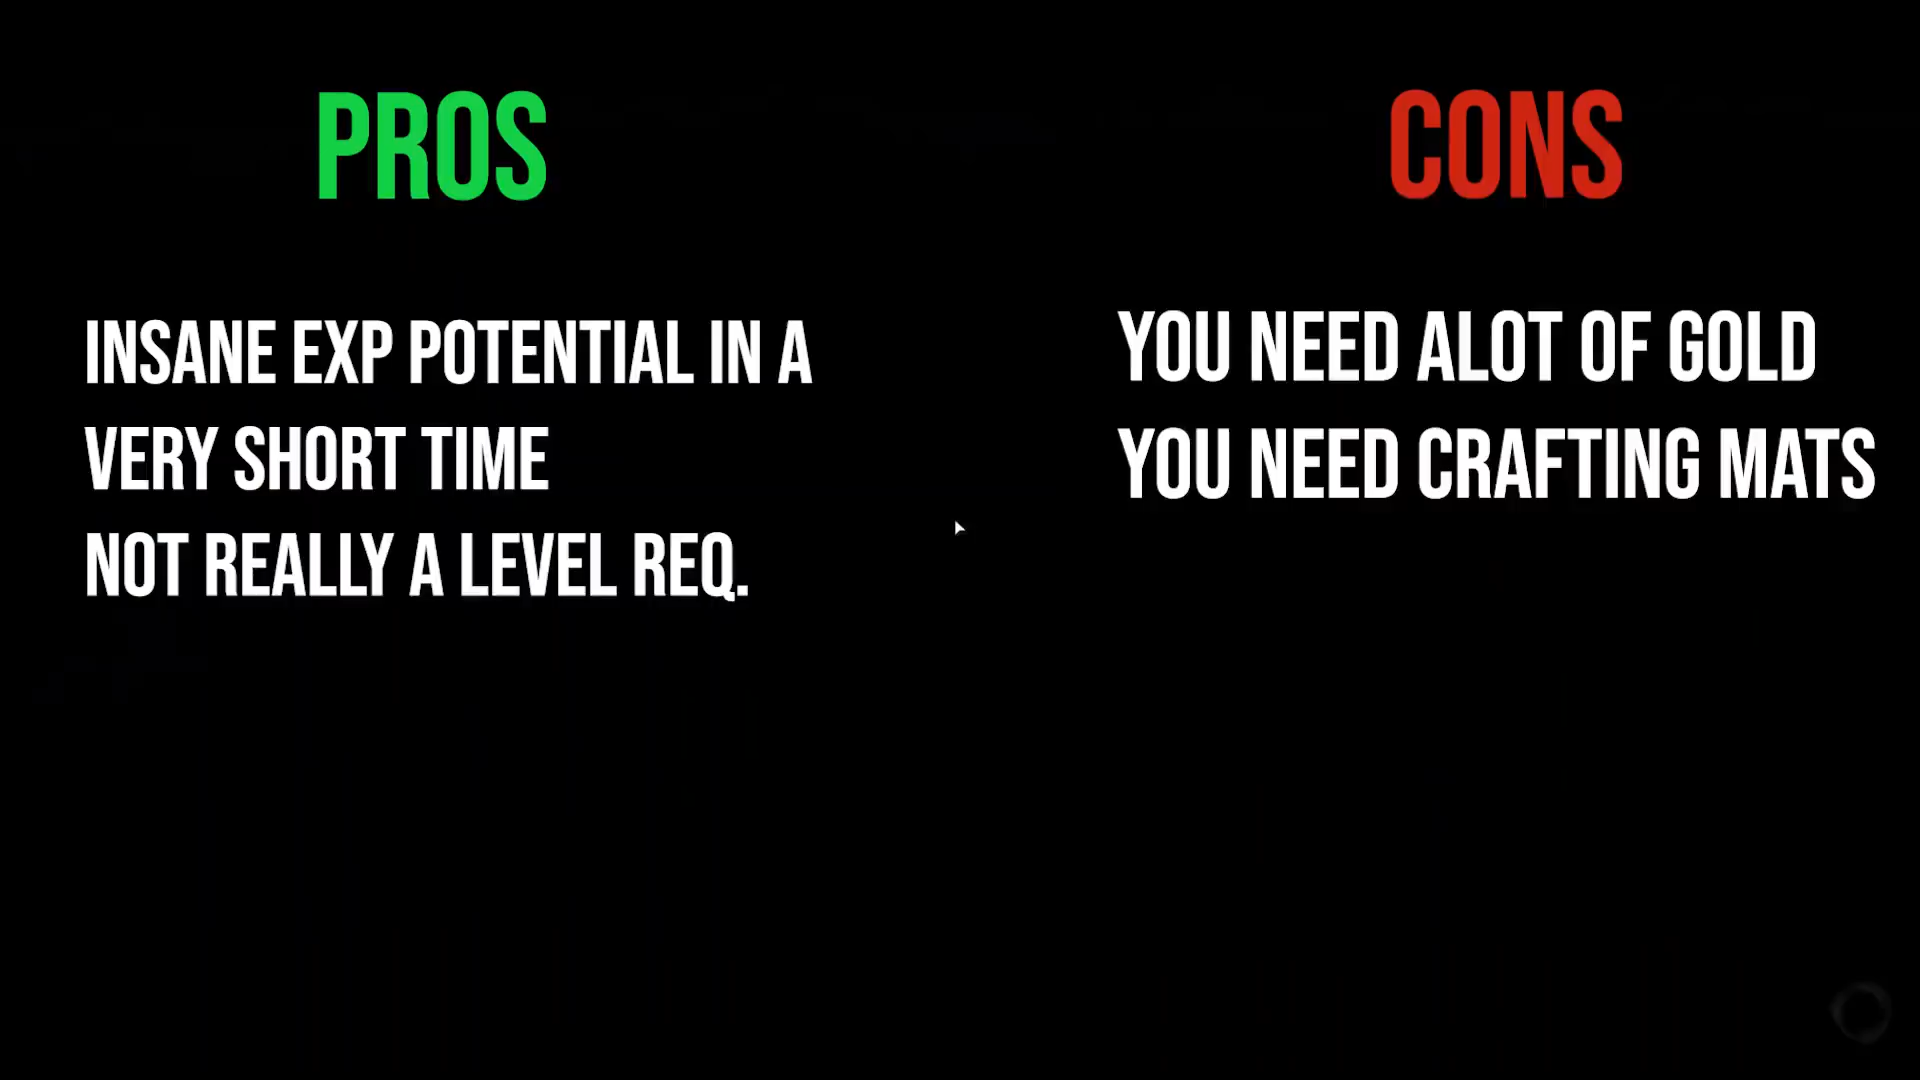 PROS
INSANE EXP POTENTIAL IN A
VERY SHORT TIME
NOT REALLY A LEVEL REQ.
CONS
YOU NEED ALOT OF GOLD
YOU NEED CRAFTING MATS